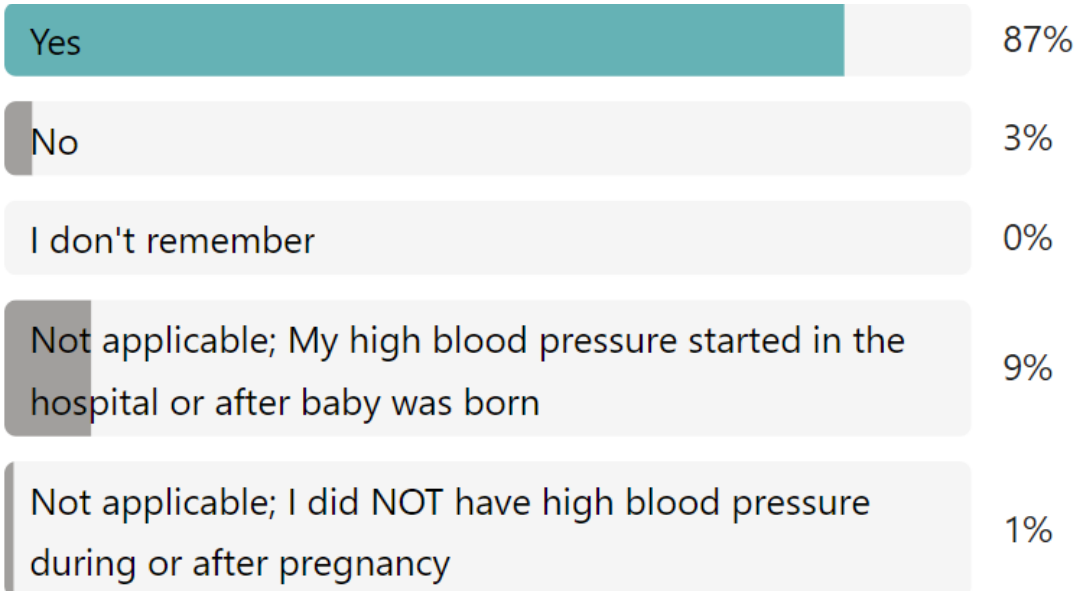 Yes 87%
No 3%
I don't remember 0%
Not applicable; My high blood pressure started in the
hospital or after baby was born
9%
Not applicable; I did NOT have high blood pressure
during or after pregnancy
1%